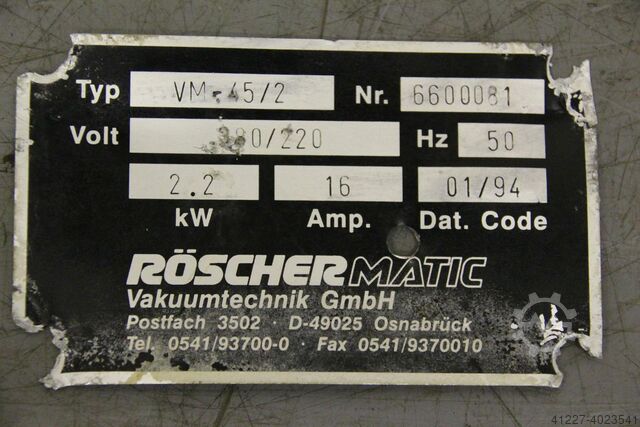 Typ VM-45/2 Nr. 6600081
Volt 380/220 Hz 50
2.2 16 01/94
kW Amp. Dat. Code
RÖSCHERMATIC
Vakuumtechnik GmbH
Postfach 3502 · D-49025 Osnabrück
Tel. 0541/93700-0 · Fax 0541/9370010
41227-4023541